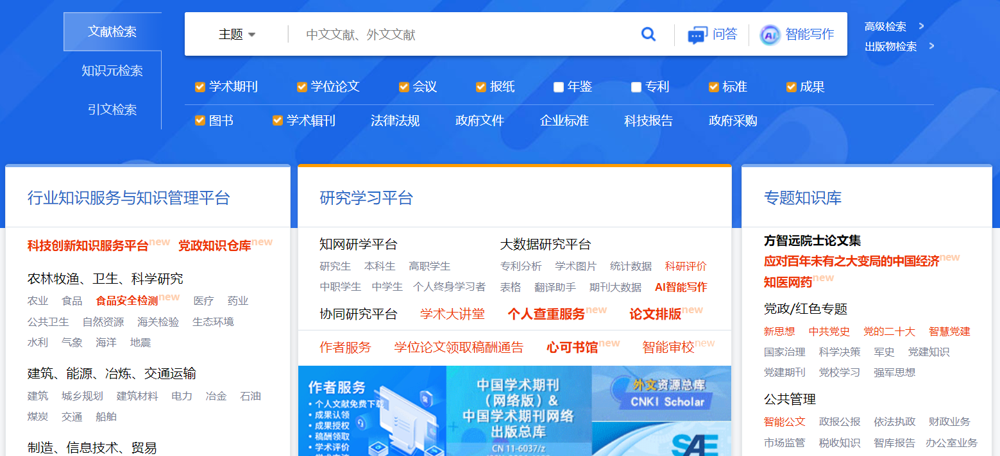 文献检索
知识元检索
引文检索
主题 中文文献、外文文献 问答 AI 智能写作
高级检索 >
出版物检索 >
学术期刊 学位论文 会议 报纸 年鉴 专利 标准 成果
图书 学术辑刊 法律法规 政府文件 企业标准 科技报告 政府采购
行业知识服务与知识管理平台
科技创新知识服务平台new 党政知识仓库new
农林牧渔、卫生、科学研究
农业 食品 食品安全检测new 医疗 药业
公共卫生 自然资源 海关检验 生态环境
水利 气象 海洋 地震
建筑、能源、冶炼、交通运输
建筑 城乡规划 建筑材料 电力 冶金 石油
煤炭 交通 船舶
制造、信息技术、贸易
研究学习平台
知网研学平台
研究生 本科生 高职学生
中职学生 中学生 个人终身学习者
大数据研究平台
专利分析 学术图片 统计数据 科研评价
表格 翻译助手 期刊大数据 AI智能写作
协同研究平台 学术大讲堂 个人查重服务new 论文排版new
作者服务 学位论文领取稿酬通告 心可书馆new 智能审校new
作者服务
• 个人文献免费下载
• 成果认领
• 成果授权
• 稿酬领取
• 学术评价
中国学术期刊
（网络版）&
中国学术期刊网络
出版总库
CN 11-6037/z
外文资源总库
CNKI Scholar
SAE
专题知识库
方智远院士论文集
应对百年未有之大变局的中国经济new
知医网药new
党政/红色专题
新思想 中共党史 党的二十大 智慧党建
国家治理 科学决策 军史 党建知识
党建期刊 党校学习 强军思想
公共管理
智能公文 政报公报 依法执政 财政业务
市场监管 税收知识 智库报告 办公室业务